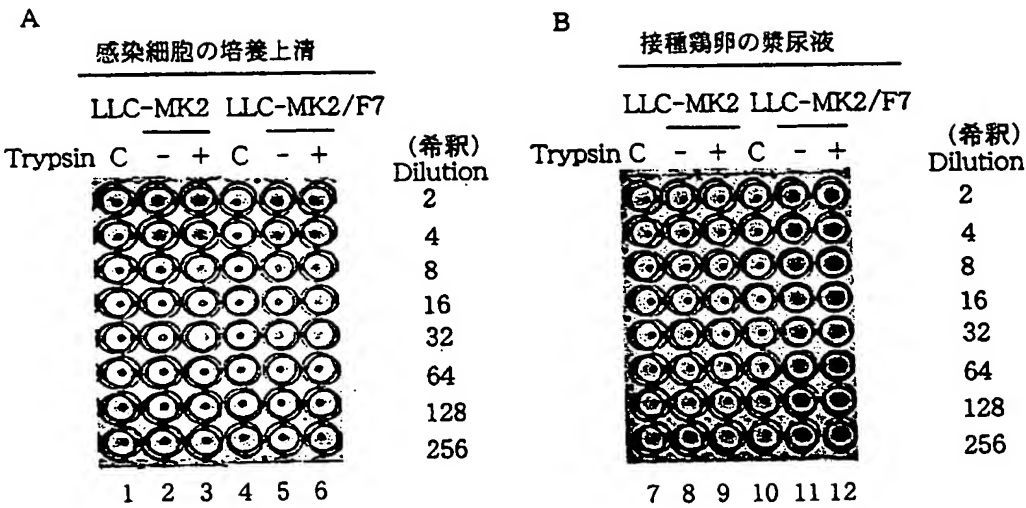 A
感染細胞の培養上清
LLC-MK2 LLC-MK2/F7
Trypsin C - + C - +
(希釈)
Dilution
2
4
8
16
32
64
128
256
1 2 3 4 5 6
B
接種鶏卵の漿尿液
LLC-MK2 LLC-MK2/F7
Trypsin C - + C - +
(希釈)
Dilution
2
4
8
16
32
64
128
256
7 8 9 10 11 12